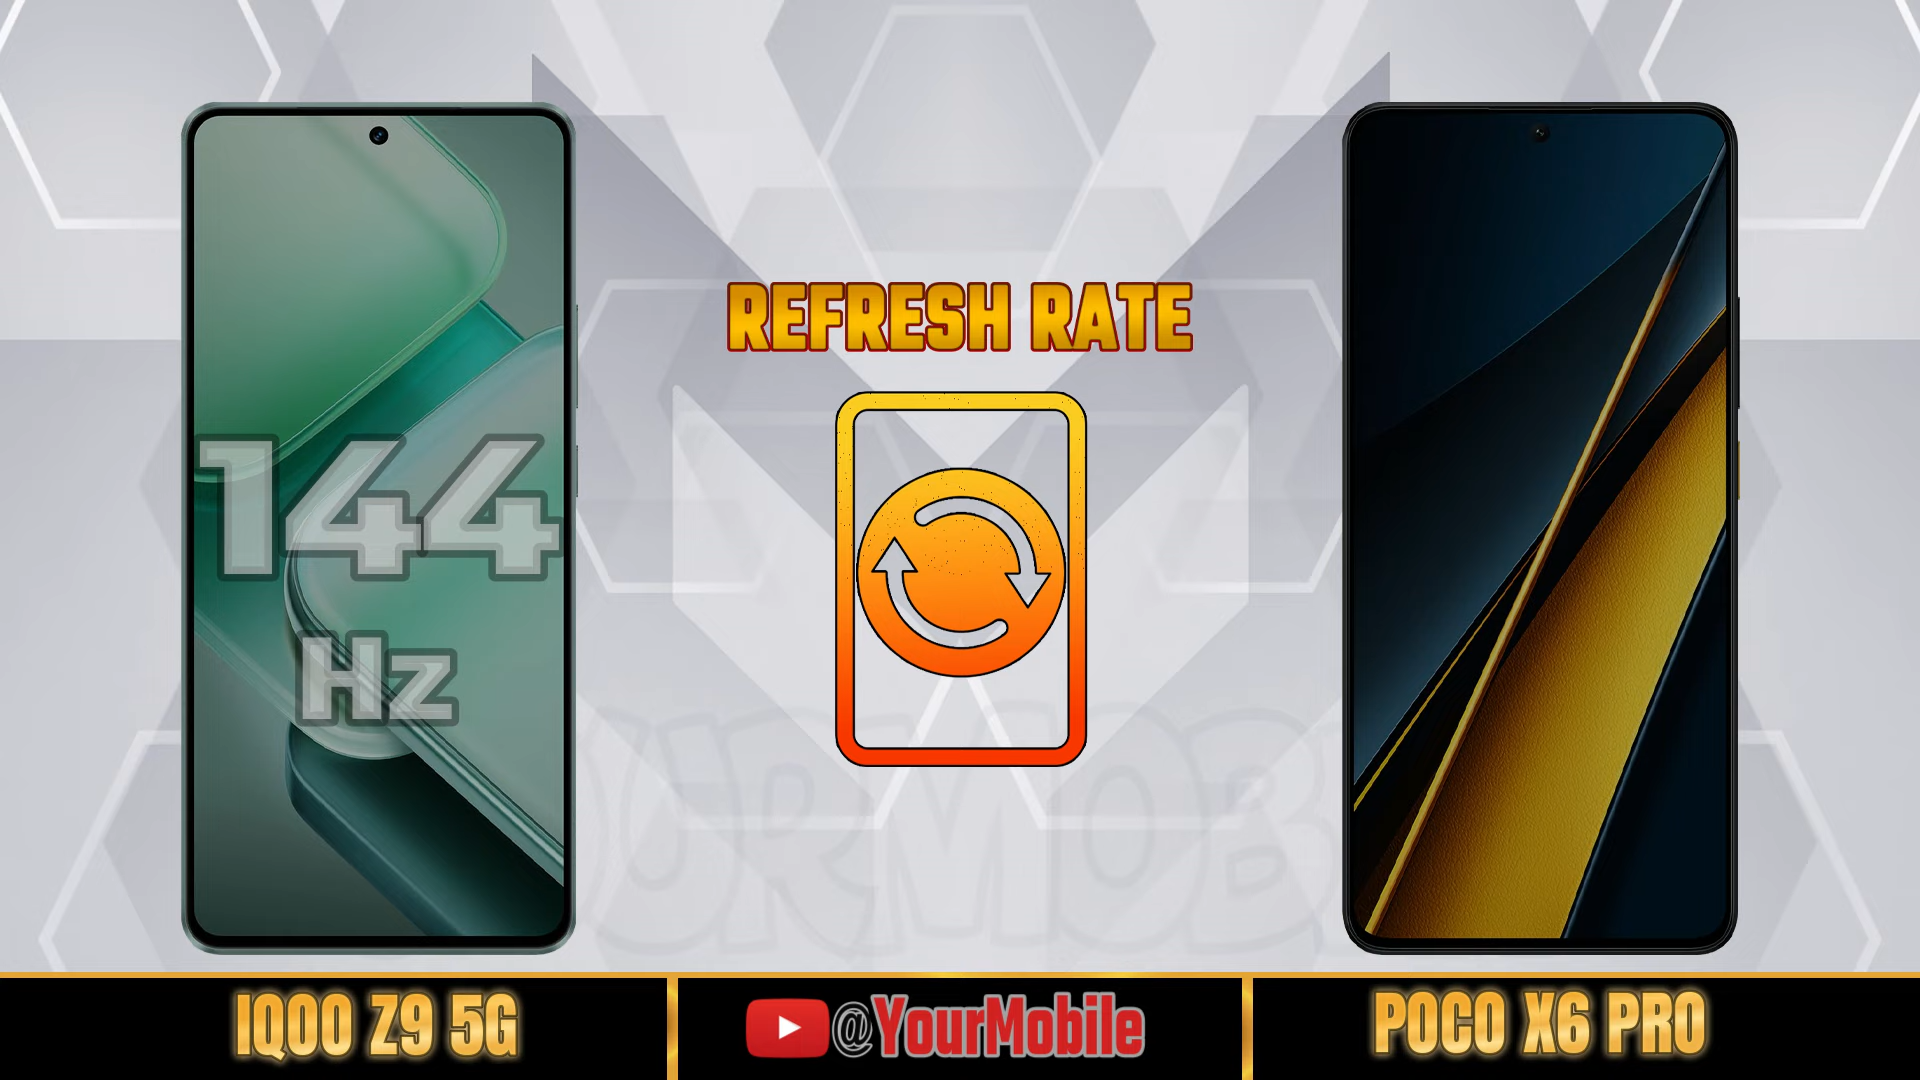 REFRESH RATE
144
Hz
IQOO Z9 5G
@YourMobile
POCO X6 PRO